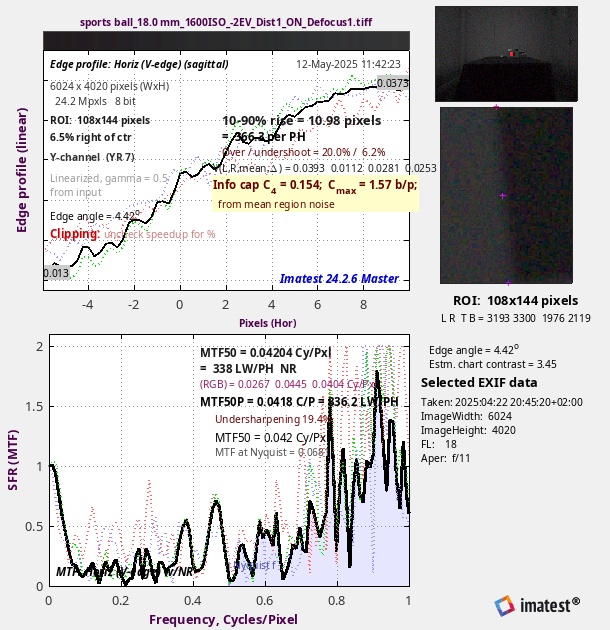 sports ball_18.0 mm_1600ISO_-2EV_Dist1_ON_Defocus1.tiff
Edge profile (linear)
Edge profile: Horiz (V-edge) (sagittal)
12-May-2025 11:42:23
6024 x 4020 pixels (WxH)
24.2 Mpxls   8 bit
0.0373
ROI:  108x144 pixels
10-90% rise = 10.98 pixels
6.5% right of ctr
= 366.3 per PH
Y-channel  (YR 7)
Over / undershoot = 20.0% /  6.2%
(L,R,mean,Δ) = 0.0393  0.0112  0.0281  0.0253
Linearized, gamma = 0.5
from input
Info cap C4 = 0.154;  Cmax = 1.57 b/p;
from mean region noise
Edge angle = 4.42o
Clipping: uncheck speedup for %
0.013
Imatest 24.2.6 Master
-4 -2 0 2 4 6 8
Pixels (Hor)
SFR (MTF)
MTF50 = 0.04204 Cy/Pxl
=  338 LW/PH  NR
(RGB) = 0.0267  0.0445  0.0404 Cy/Pxl
MTF50P = 0.0418 C/P = 336.2 LW/PH
Undersharpening 19.4%
MTF50 = 0.042 Cy/Pxl
MTF at Nyquist = 0.068
Nyquist f
2
1.5
1
0.5
0
0 0.2 0.4 0.6 0.8 1
Frequency, Cycles/Pixel
ROI:  108x144 pixels
L R  T B = 3193 3300  1976 2119
Edge angle = 4.42o
Estm. chart contrast = 3.45
Selected EXIF data
Taken: 2025:04:22 20:45:20+02:00
ImageWidth:  6024
ImageHeight:  4020
FL:   18
Aper:  f/11
imatest®